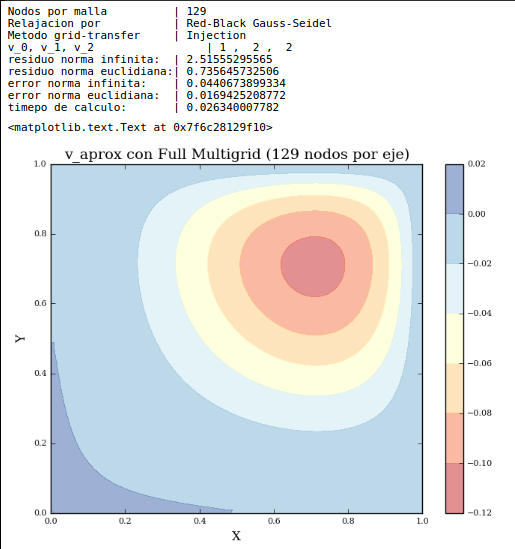 Nodos por malla | 129
Relajacion por | Red-Black Gauss-Seidel
Metodo grid-transfer | Injection
v_0, v_1, v_2 | 1 , 2 , 2
residuo norma infinita: | 2.51555295565
residuo norma euclidiana:| 0.735645732506
error norma infinita: | 0.0440673899334
error norma euclidiana: | 0.0169425208772
timepo de calculo: | 0.026340007782
<matplotlib.text.Text at 0x7f6c28129f10>
v_aprox con Full Multigrid (129 nodos por eje)
1.0
0.8
0.6
0.4
0.2
0.0
Y
0.0 0.2 0.4 0.6 0.8 1.0
X
0.02
0.00
−0.02
−0.04
−0.06
−0.08
−0.10
−0.12